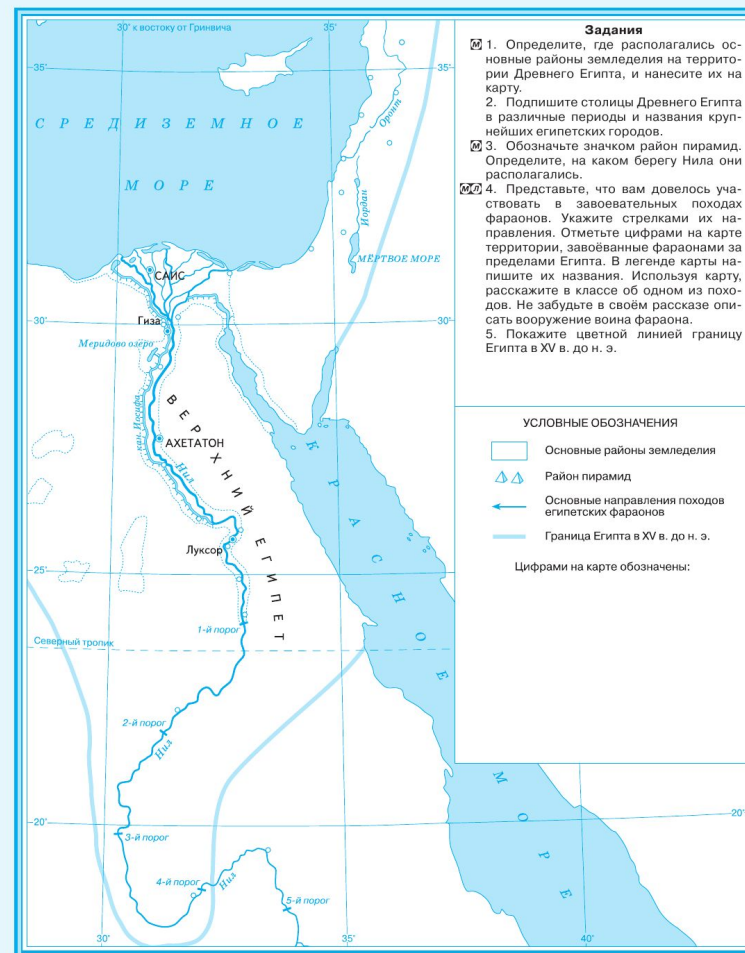 30° к востоку от Гринвича
35°
35°
35°
СРЕДИЗЕМНОЕ
МОРЕ
Оронт
Иордан
МЁРТВОЕ МОРЕ
САИС
Гиза
30°
30°
Меридово озеро
кан. Иосифа
АХЕТАТОН
Нил
ВЕРХНИЙ ЕГИПЕТ
Луксор
25°
1-й порог
Северный тропик
2-й порог
Нил
20°
3-й порог
4-й порог
Нил
5-й порог
КРАСНОЕ
МОРЕ
20°
30°
35°
40°
Задания
М 1. Определите, где располагались ос-
новные районы земледелия на террито-
рии Древнего Египта, и нанесите их на
карту.
2. Подпишите столицы Древнего Египта
в различные периоды и названия круп-
нейших египетских городов.
М 3. Обозначьте значком район пирамид.
Определите, на каком берегу Нила они
располагались.
М Л 4. Представьте, что вам довелось уча-
ствовать в завоевательных походах
фараонов. Укажите стрелками их на-
правления. Отметьте цифрами на карте
территории, завоёванные фараонами за
пределами Египта. В легенде карты на-
пишите их названия. Используя карту,
расскажите в классе об одном из похо-
дов. Не забудьте в своём рассказе опи-
сать вооружение воина фараона.
5. Покажите цветной линией границу
Египта в XV в. до н. э.
УСЛОВНЫЕ ОБОЗНАЧЕНИЯ
Основные районы земледелия
Район пирамид
Основные направления походов
египетских фараонов
Граница Египта в XV в. до н. э.
Цифрами на карте обозначены: